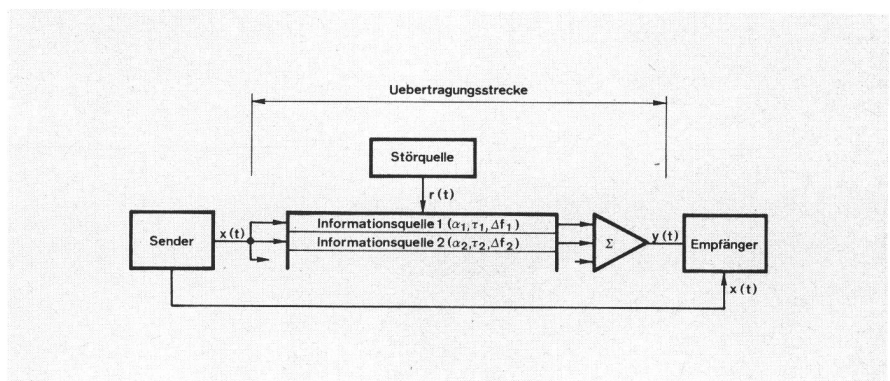 Uebertragungsstrecke
Störquelle
r(t)
Sender
x(t)
Informationsquelle 1 (α₁,τ₁,Δf₁)
Informationsquelle 2 (α₂,τ₂,Δf₂)
Σ
y(t)
Empfänger
x(t)